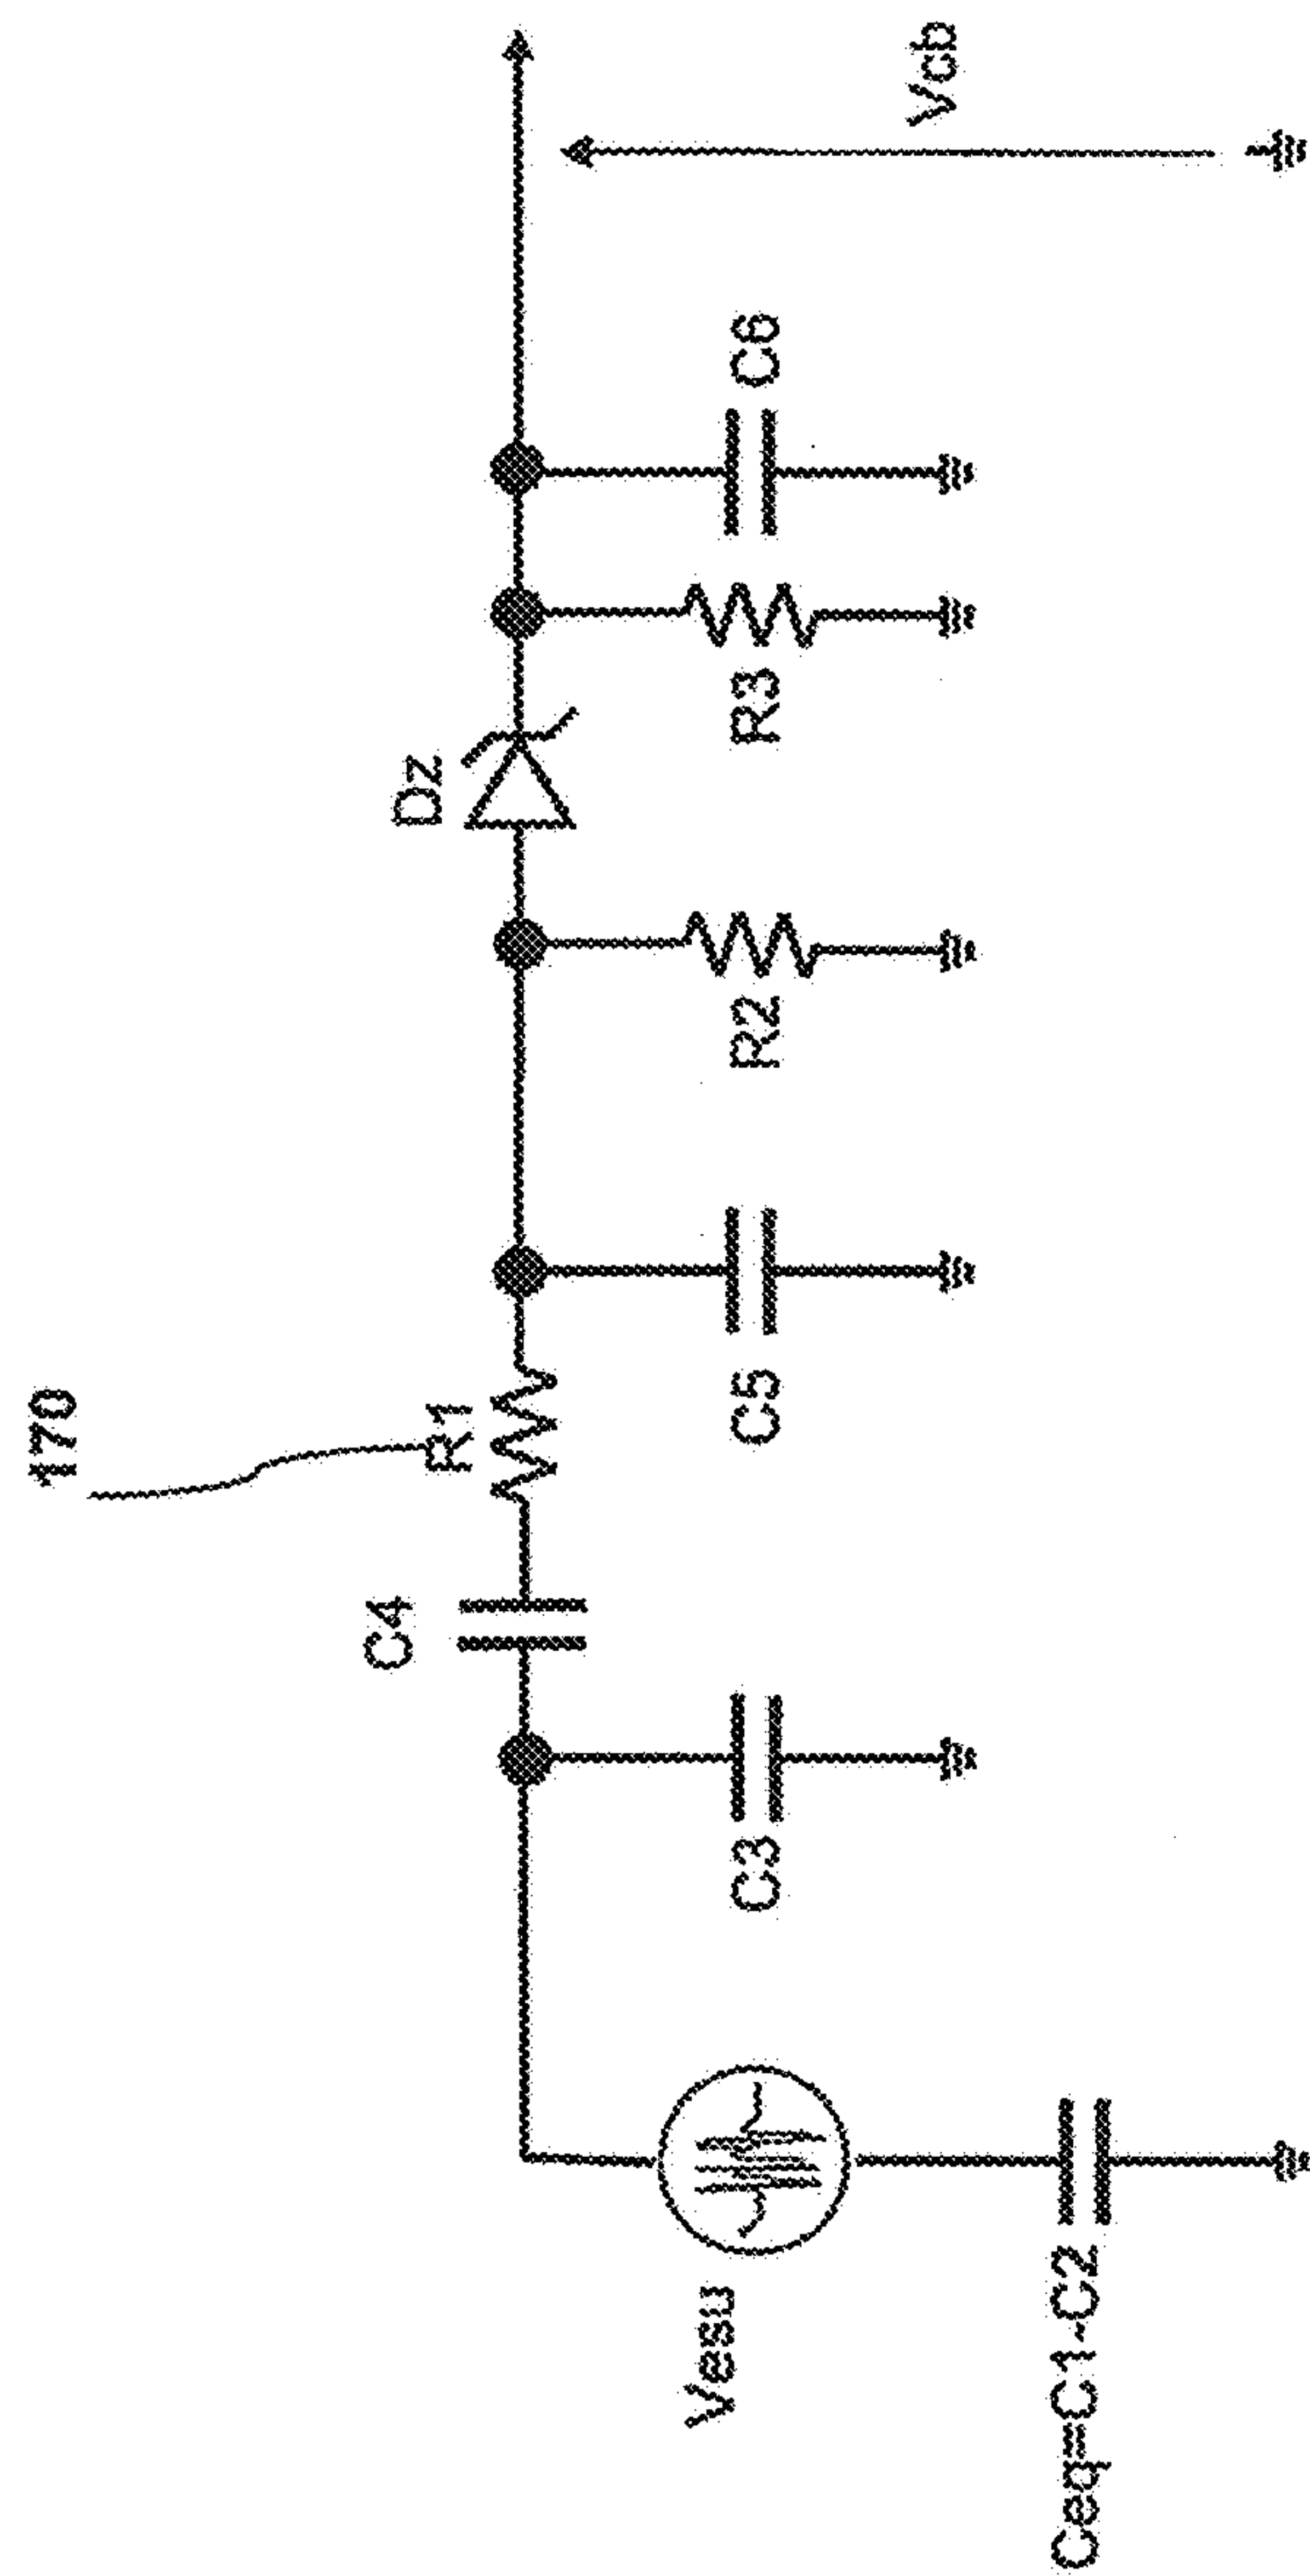 170
C4
R1
Dz
Vesu
C3
C5
R2
R3
C6
Vcb
Ceq=C1-C2